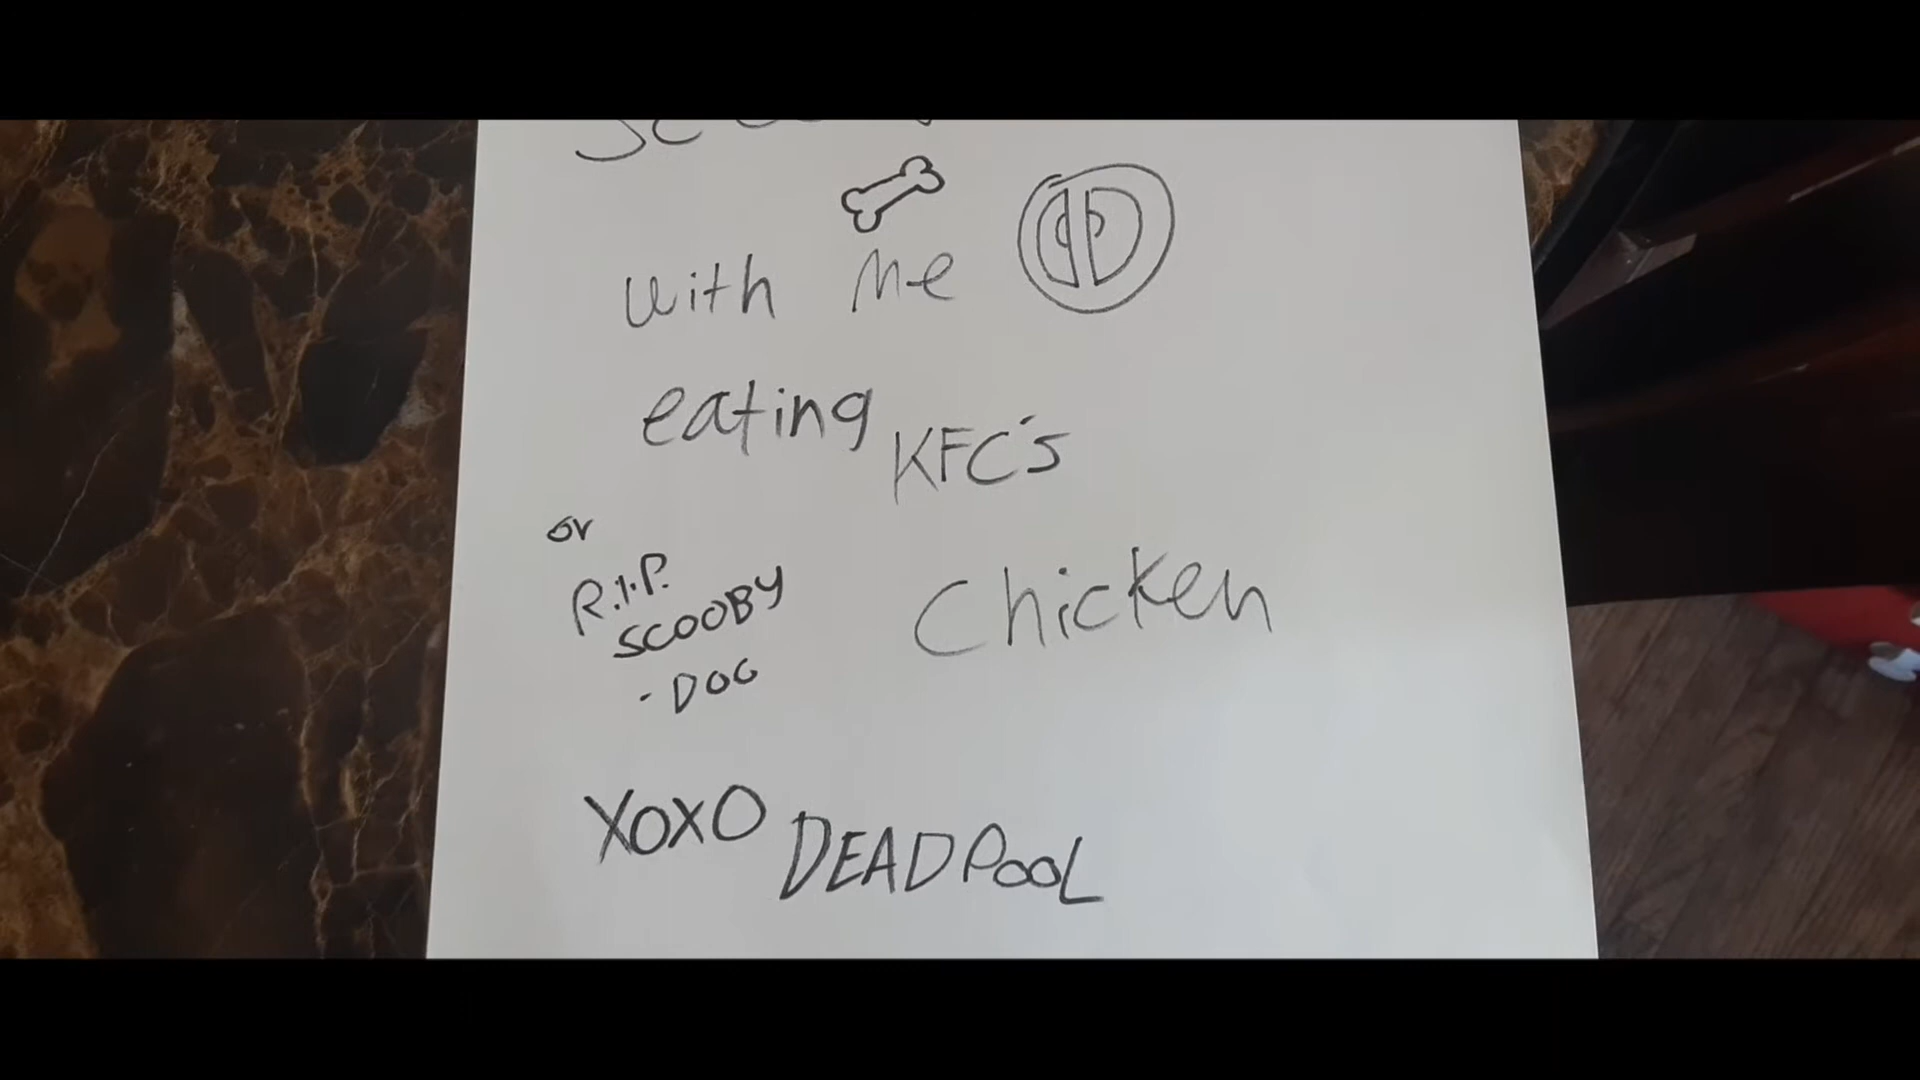 with me
eating KFC's
or
R.I.P.
SCOOBY
- DOG
Chicken
XOXO DEADPOOL